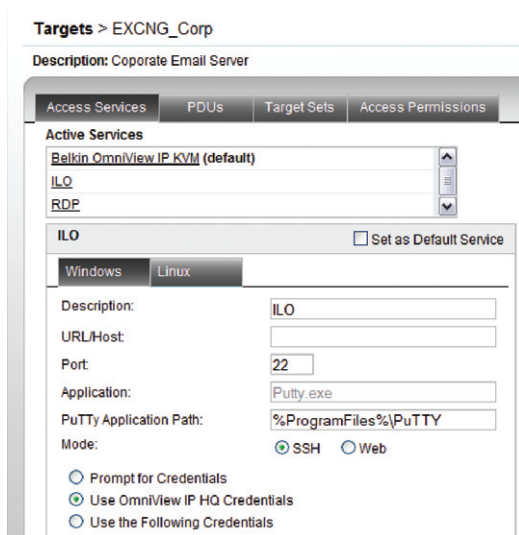 Targets > EXCNG_Corp
Description: Coporate Email Server
Access Services PDUs Target Sets Access Permissions
Active Services
Belkin OmniView IP KVM (default)
ILO
RDP
ILO Set as Default Service
Windows Linux
Description: ILO
URL/Host:
Port: 22
Application: Putty.exe
PuTTy Application Path: %ProgramFiles%\PuTTY
Mode: SSH Web
Prompt for Credentials
Use OmniView IP HQ Credentials
Use the Following Credentials